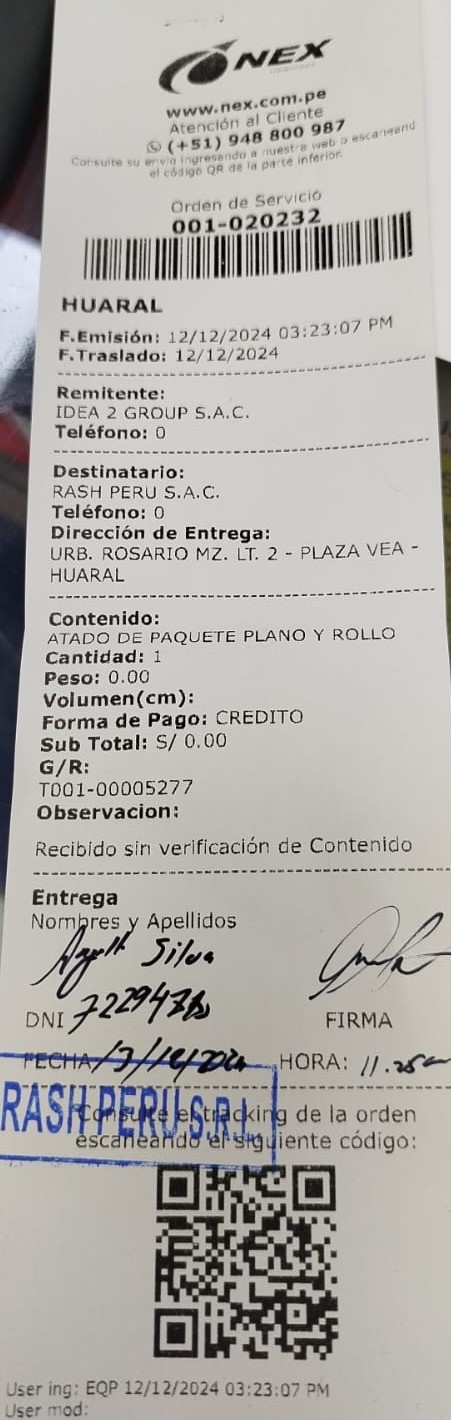 NEX
www.nex.com.pe
Atención al Cliente
(+51) 948 800 987
Consulte su envío ingresando a nuestra web o escaneand
el código QR de la parte inferior.
Orden de Servicio
001-020232
HUARAL
F.Emisión: 12/12/2024 03:23:07 PM
F.Traslado: 12/12/2024
Remitente:
IDEA 2 GROUP S.A.C.
Teléfono: 0
Destinatario:
RASH PERU S.A.C.
Teléfono: 0
Dirección de Entrega:
URB. ROSARIO MZ. LT. 2 - PLAZA VEA -
HUARAL
Contenido:
ATADO DE PAQUETE PLANO Y ROLLO
Cantidad: 1
Peso: 0.00
Volumen(cm):
Forma de Pago: CREDITO
Sub Total: S/ 0.00
G/R:
T001-00005277
Observacion:
Recibido sin verificación de Contenido
Entrega
Nombres y Apellidos
Silva
DNI
FIRMA
FECHA HORA:
RASH PERU S.R.L
Consulte el tracking de la orden
escaneando el siguiente código:
User ing: EQP 12/12/2024 03:23:07 PM
User mod: